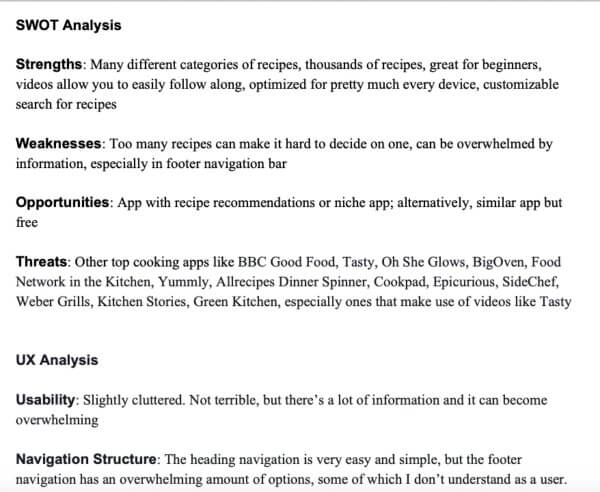 SWOT Analysis
Strengths: Many different categories of recipes, thousands of recipes, great for beginners,
videos allow you to easily follow along, optimized for pretty much every device, customizable
search for recipes
Weaknesses: Too many recipes can make it hard to decide on one, can be overwhelmed by
information, especially in footer navigation bar
Opportunities: App with recipe recommendations or niche app; alternatively, similar app but
free
Threats: Other top cooking apps like BBC Good Food, Tasty, Oh She Glows, BigOven, Food
Network in the Kitchen, Yummly, Allrecipes Dinner Spinner, Cookpad, Epicurious, SideChef,
Weber Grills, Kitchen Stories, Green Kitchen, especially ones that make use of videos like Tasty
UX Analysis
Usability: Slightly cluttered. Not terrible, but there’s a lot of information and it can become
overwhelming
Navigation Structure: The heading navigation is very easy and simple, but the footer
navigation has an overwhelming amount of options, some of which I don’t understand as a user.